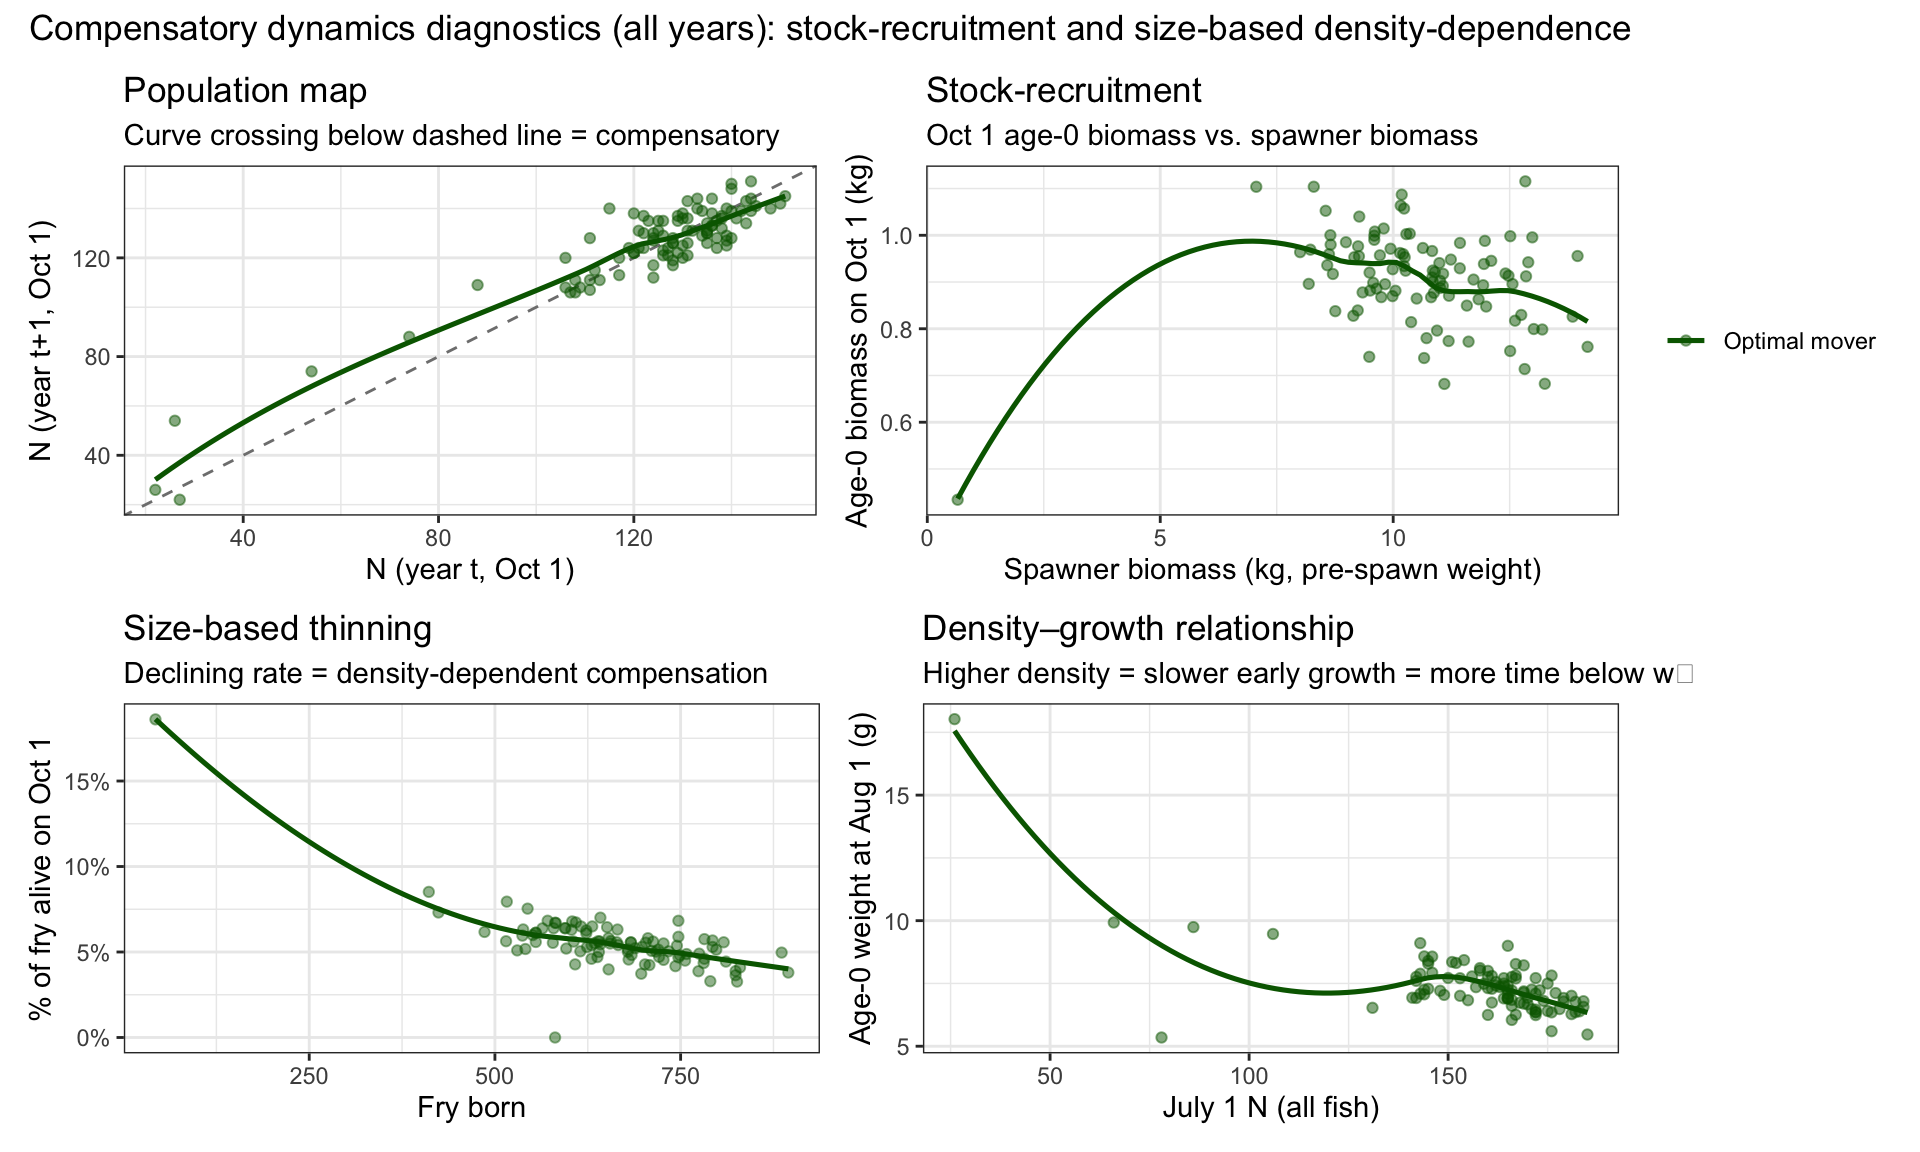 Compensatory dynamics diagnostics (all years): stock-recruitment and size-based density-dependence
Population map
Curve crossing below dashed line = compensatory
N (year t+1, Oct 1)
120
80
40
40
80
120
N (year t, Oct 1)
Stock-recruitment
Oct 1 age-0 biomass vs. spawner biomass
Age-0 biomass on Oct 1 (kg)
1.0
0.8
0.6
0
5
10
Spawner biomass (kg, pre-spawn weight)
Optimal mover
Size-based thinning
Declining rate = density-dependent compensation
% of fry alive on Oct 1
15%
10%
5%
0%
250
500
750
Fry born
Density–growth relationship
Higher density = slower early growth = more time below w□
Age-0 weight at Aug 1 (g)
15
10
5
50
100
150
July 1 N (all fish)